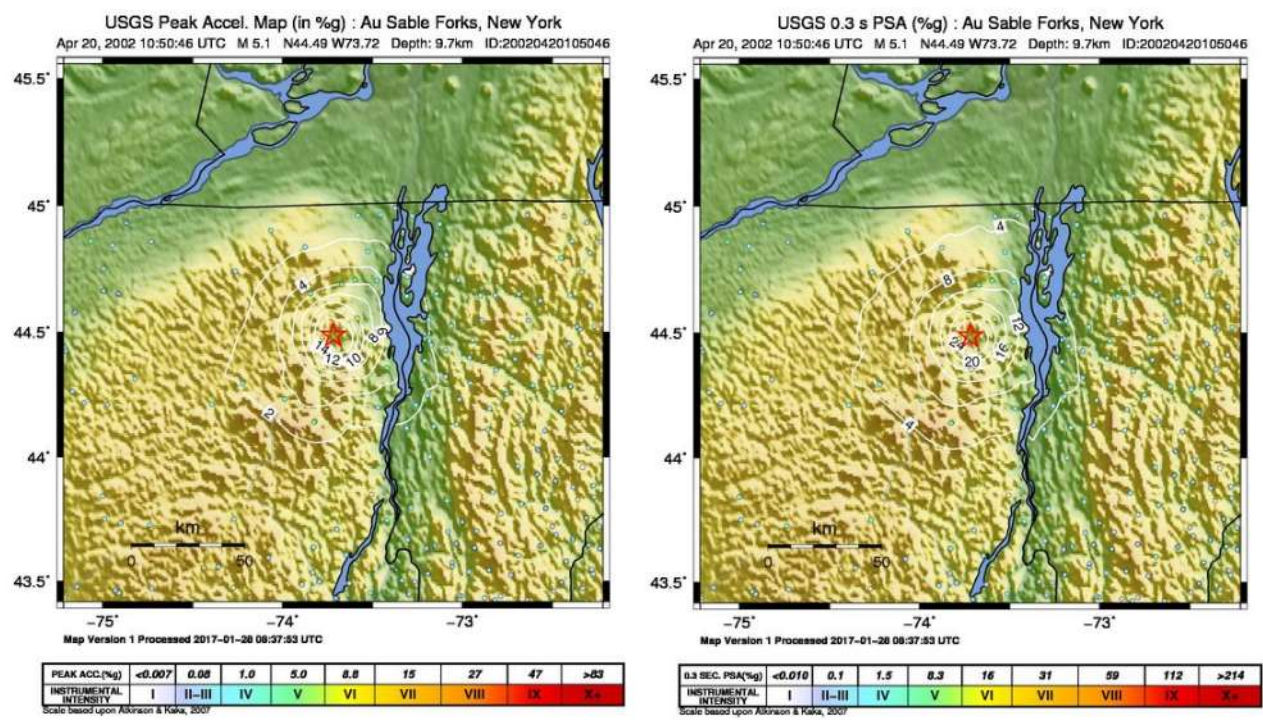 USGS Peak Accel. Map (in %g) : Au Sable Forks, New York
Apr 20, 2002 10:50:46 UTC M 5.1 N44.49 W73.72 Depth: 9.7km ID:20020420105046
45.5˚
45˚
44.5˚
44˚
43.5˚
4
8
6
14
12
10
2
km
0 50
−75˚ −74˚ −73˚
Map Version 1 Processed 2017−01−28 08:37:53 UTC
PEAK ACC.(%g) <0.007 0.08 1.0 5.0 8.8 15 27 47 >83
INSTRUMENTAL INTENSITY I II−III IV V VI VII VIII IX X+
Scale based upon Atkinson & Kaka, 2007
USGS 0.3 s PSA (%g) : Au Sable Forks, New York
Apr 20, 2002 10:50:46 UTC M 5.1 N44.49 W73.72 Depth: 9.7km ID:20020420105046
45.5˚
45˚
44.5˚
44˚
43.5˚
4
8
12
24
16
20
4
km
0 50
−75˚ −74˚ −73˚
Map Version 1 Processed 2017−01−28 08:37:53 UTC
0.3 SEC. PSA(%g) <0.010 0.1 1.5 8.3 16 31 59 112 >214
INSTRUMENTAL INTENSITY I II−III IV V VI VII VIII IX X+
Scale based upon Atkinson & Kaka, 2007